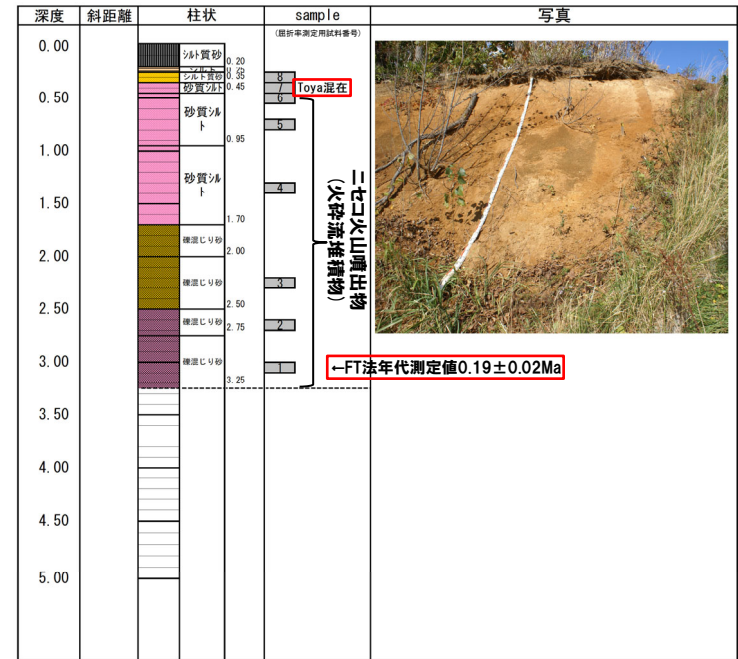 深度 斜距離 柱状 sample 写真
(屈折率測定用試料番号)
0.00
シルト質砂
0.20
シルト 0.25
シルト質砂 0.35
8
砂質シルト 0.45
7
Toya混在
0.50
6
砂質シルト
5
0.95
1.00
砂質シルト
4
1.50
1.70
礫混じり砂
2.00
2.00
礫混じり砂
3
2.50
2.50
礫混じり砂
2
2.75
3.00
礫混じり砂
1
3.25
ニセコ火山噴出物
(火砕流堆積物)
←FT法年代測定値0.19±0.02Ma
3.50
4.00
4.50
5.00